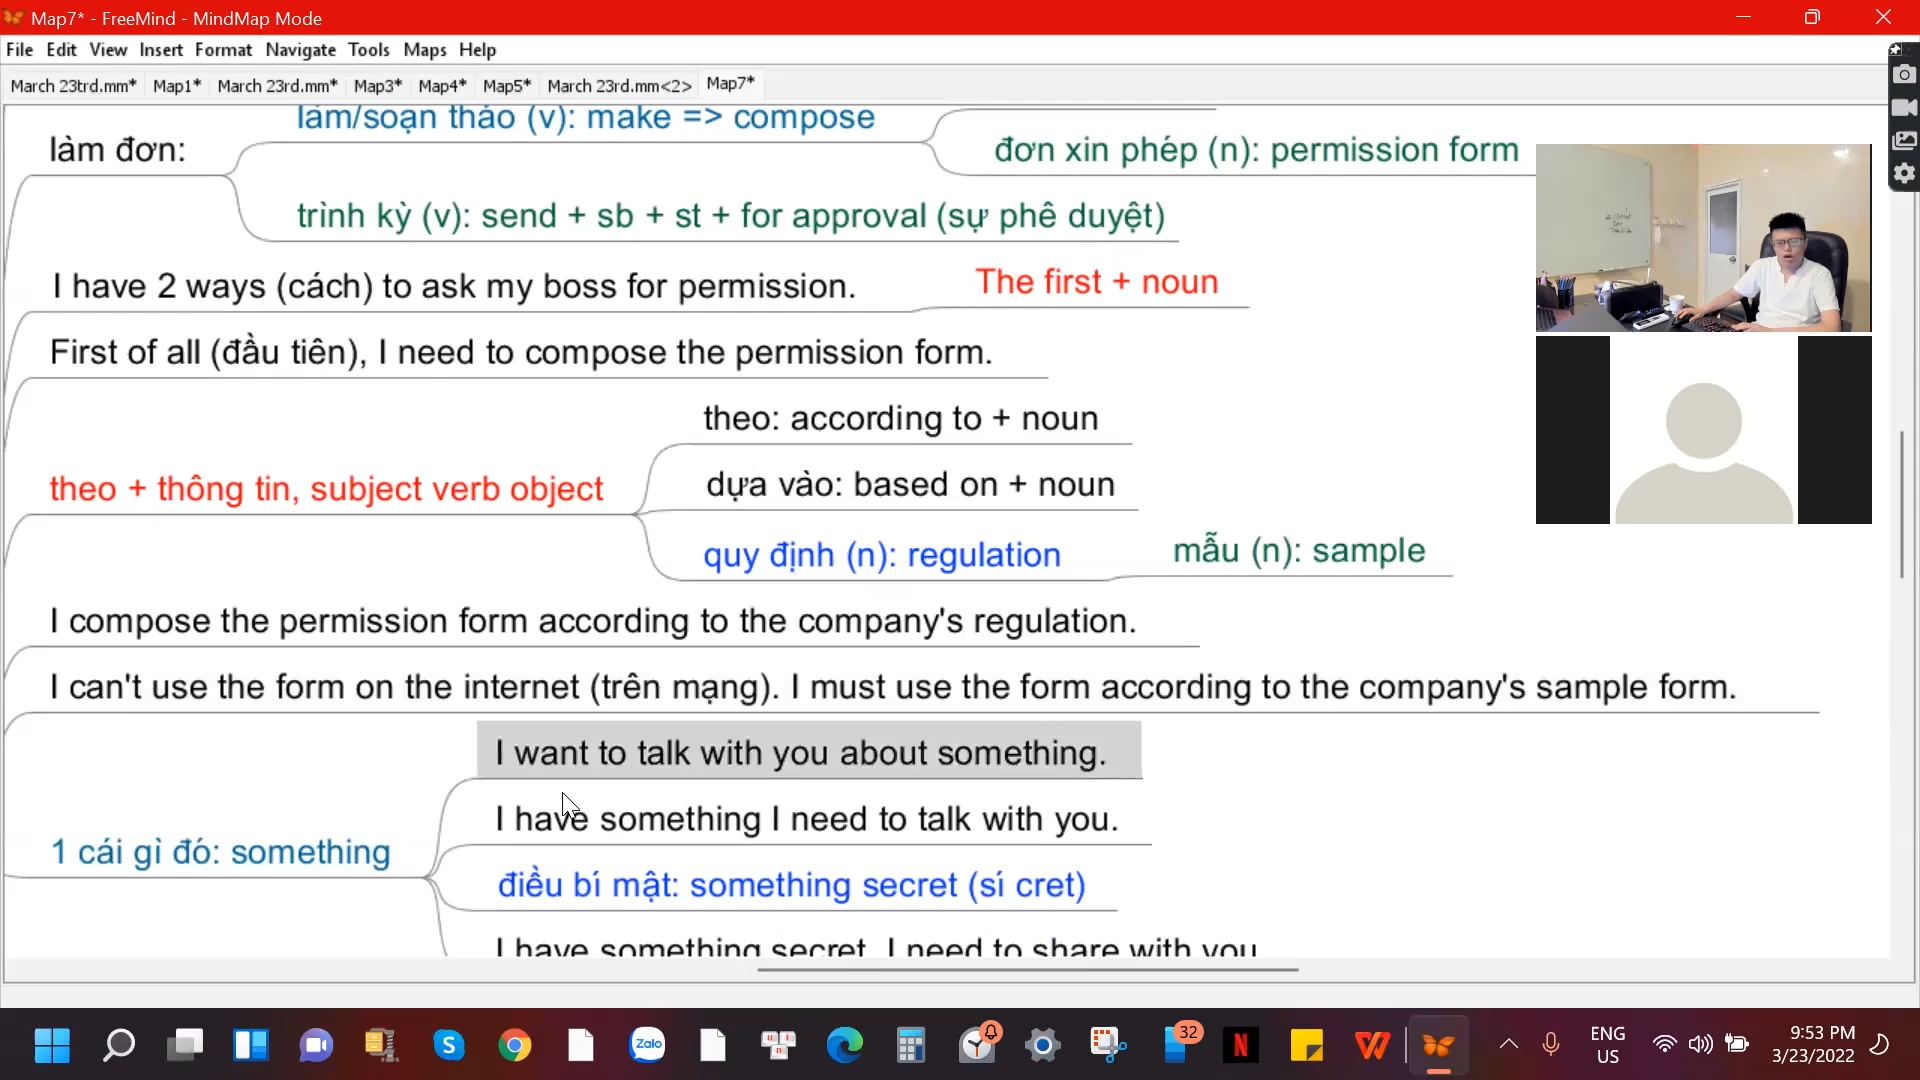 Map7* - FreeMind - MindMap Mode
File Edit View Insert Format Navigate Tools Maps Help
March 23trd.mm* Map1* March 23rd.mm* Map3* Map4* Map5* March 23rd.mm<2> Map7*
làm/soạn thảo (v): make => compose
làm đơn:
đơn xin phép (n): permission form
trình kỳ (v): send + sb + st + for approval (sự phê duyệt)
I have 2 ways (cách) to ask my boss for permission.
The first + noun
First of all (đầu tiên), I need to compose the permission form.
theo: according to + noun
theo + thông tin, subject verb object
dựa vào: based on + noun
quy định (n): regulation
mẫu (n): sample
I compose the permission form according to the company's regulation.
I can't use the form on the internet (trên mạng). I must use the form according to the company's sample form.
I want to talk with you about something.
I have something I need to talk with you.
1 cái gì đó: something
điều bí mật: something secret (sí cret)
I have something secret. I need to share with you
Zalo
32
ENG
US
9:53 PM
3/23/2022